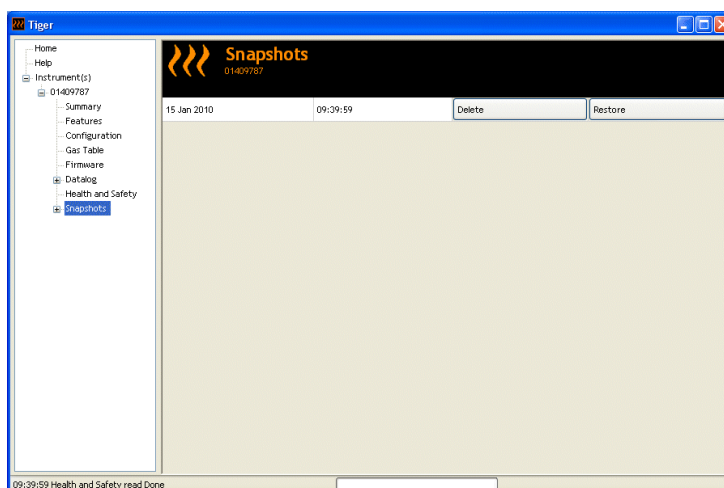 Tiger
Home
Help
Instrument(s)
01409787
Summary
Features
Configuration
Gas Table
Firmware
Datalog
Health and Safety
Snapshots
Snapshots
01409787
15 Jan 2010 09:39:59 Delete Restore
09:39:59 Health and Safety read Done